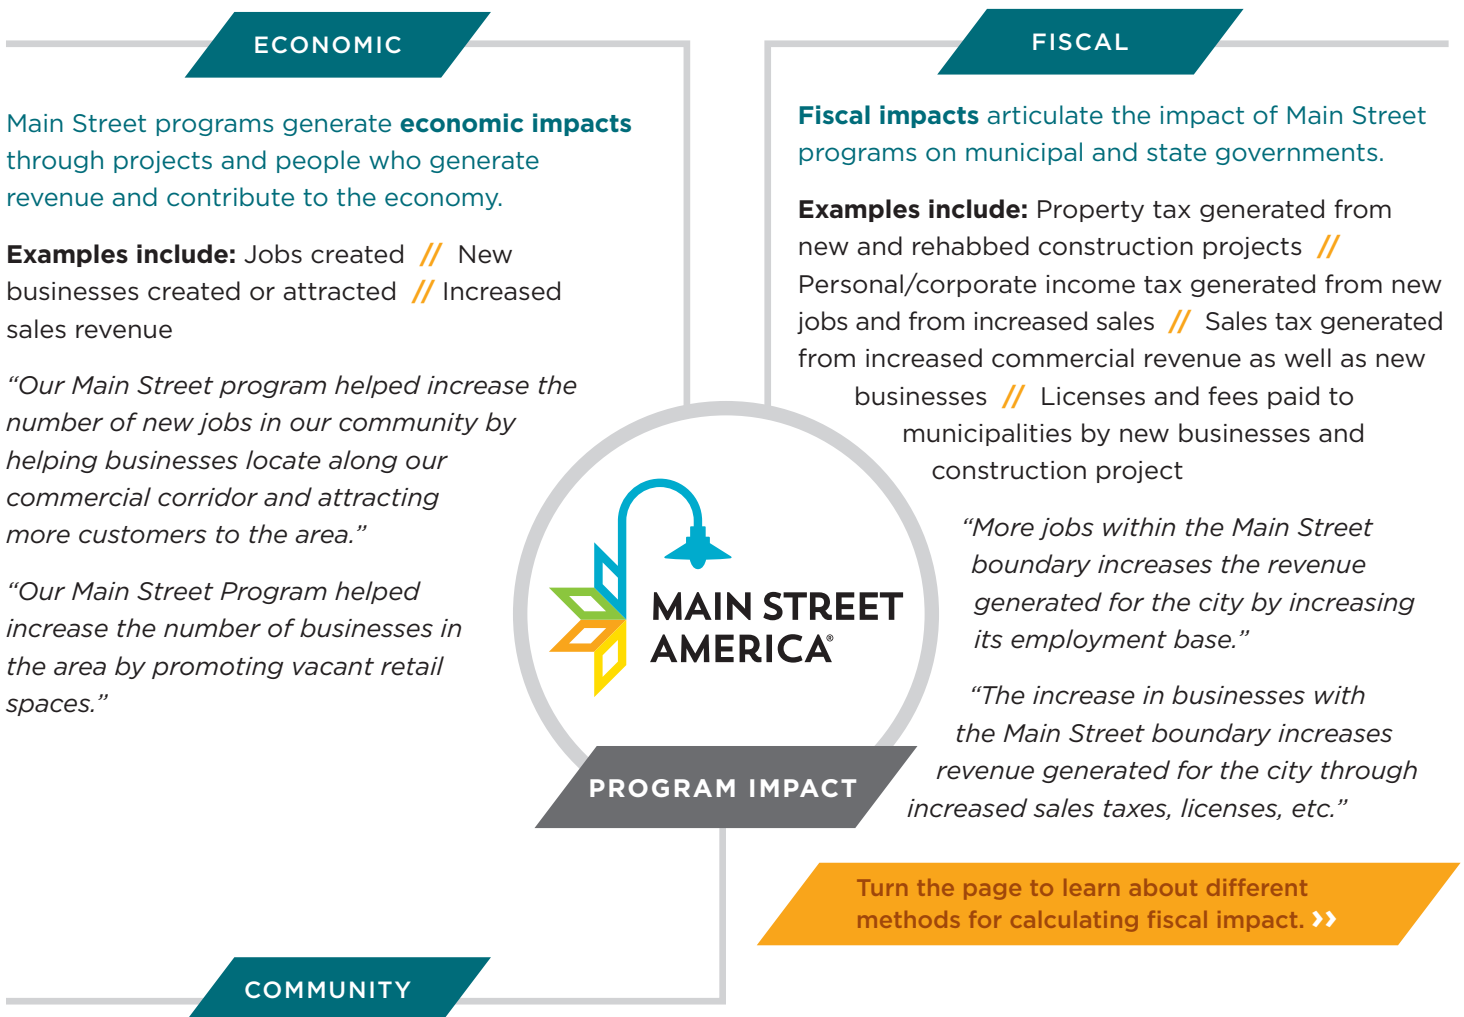 ECONOMIC
Main Street programs generate economic impacts
through projects and people who generate
revenue and contribute to the economy.
Examples include: Jobs created // New
businesses created or attracted // Increased
sales revenue
“Our Main Street program helped increase the
number of new jobs in our community by
helping businesses locate along our
commercial corridor and attracting
more customers to the area.”
“Our Main Street Program helped
increase the number of businesses in
the area by promoting vacant retail
spaces.”
FISCAL
Fiscal impacts articulate the impact of Main Street
programs on municipal and state governments.
Examples include: Property tax generated from
new and rehabbed construction projects //
Personal/corporate income tax generated from new
jobs and from increased sales // Sales tax generated
from increased commercial revenue as well as new
businesses // Licenses and fees paid to
municipalities by new businesses and
construction project
“More jobs within the Main Street
boundary increases the revenue
generated for the city by increasing
its employment base.”
“The increase in businesses with
the Main Street boundary increases
revenue generated for the city through
increased sales taxes, licenses, etc.”
MAIN STREET
AMERICA®
PROGRAM IMPACT
Turn the page to learn about different
methods for calculating fiscal impact. ››
COMMUNITY